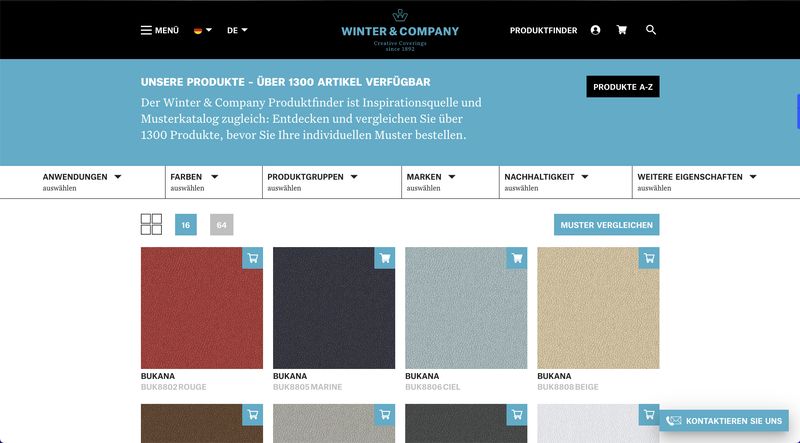 MENÜ
DE
WINTER & COMPANY
Creative Coverings
since 1892
PRODUKTFINDER
UNSERE PRODUKTE - ÜBER 1300 ARTIKEL VERFÜGBAR
PRODUKTE A-Z
Der Winter & Company Produktfinder ist Inspirationsquelle und
Musterkatalog zugleich: Entdecken und vergleichen Sie über
1300 Produkte, bevor Sie Ihre individuellen Muster bestellen.
ANWENDUNGEN
auswählen
FARBEN
auswählen
PRODUKTGRUPPEN
auswählen
MARKEN
auswählen
NACHHALTIGKEIT
auswählen
WEITERE EIGENSCHAFTEN
auswählen
16
64
MUSTER VERGLEICHEN
BUKANA
BUK8802 ROUGE
BUKANA
BUK8805 MARINE
BUKANA
BUK8806 CIEL
BUKANA
BUK8808 BEIGE
KONTAKTIEREN SIE UNS